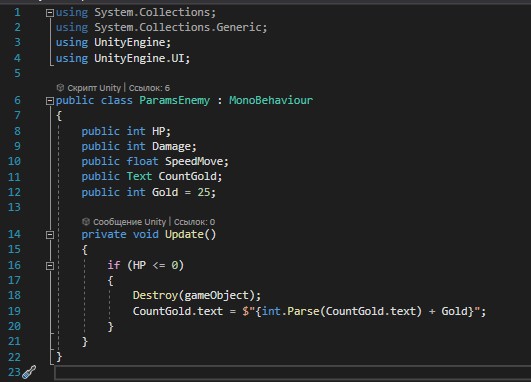 1 using System.Collections;
2 using System.Collections.Generic;
3 using UnityEngine;
4 using UnityEngine.UI;
5
Скрипт Unity | Ссылок: 6
6 public class ParamsEnemy : MonoBehaviour
7 {
8 public int HP;
9 public int Damage;
10 public float SpeedMove;
11 public Text CountGold;
12 public int Gold = 25;
13
Сообщение Unity | Ссылок: 0
14 private void Update()
15 {
16 if (HP <= 0)
17 {
18 Destroy(gameObject);
19 CountGold.text = $"{int.Parse(CountGold.text) + Gold}";
20 }
21 }
22 }
23